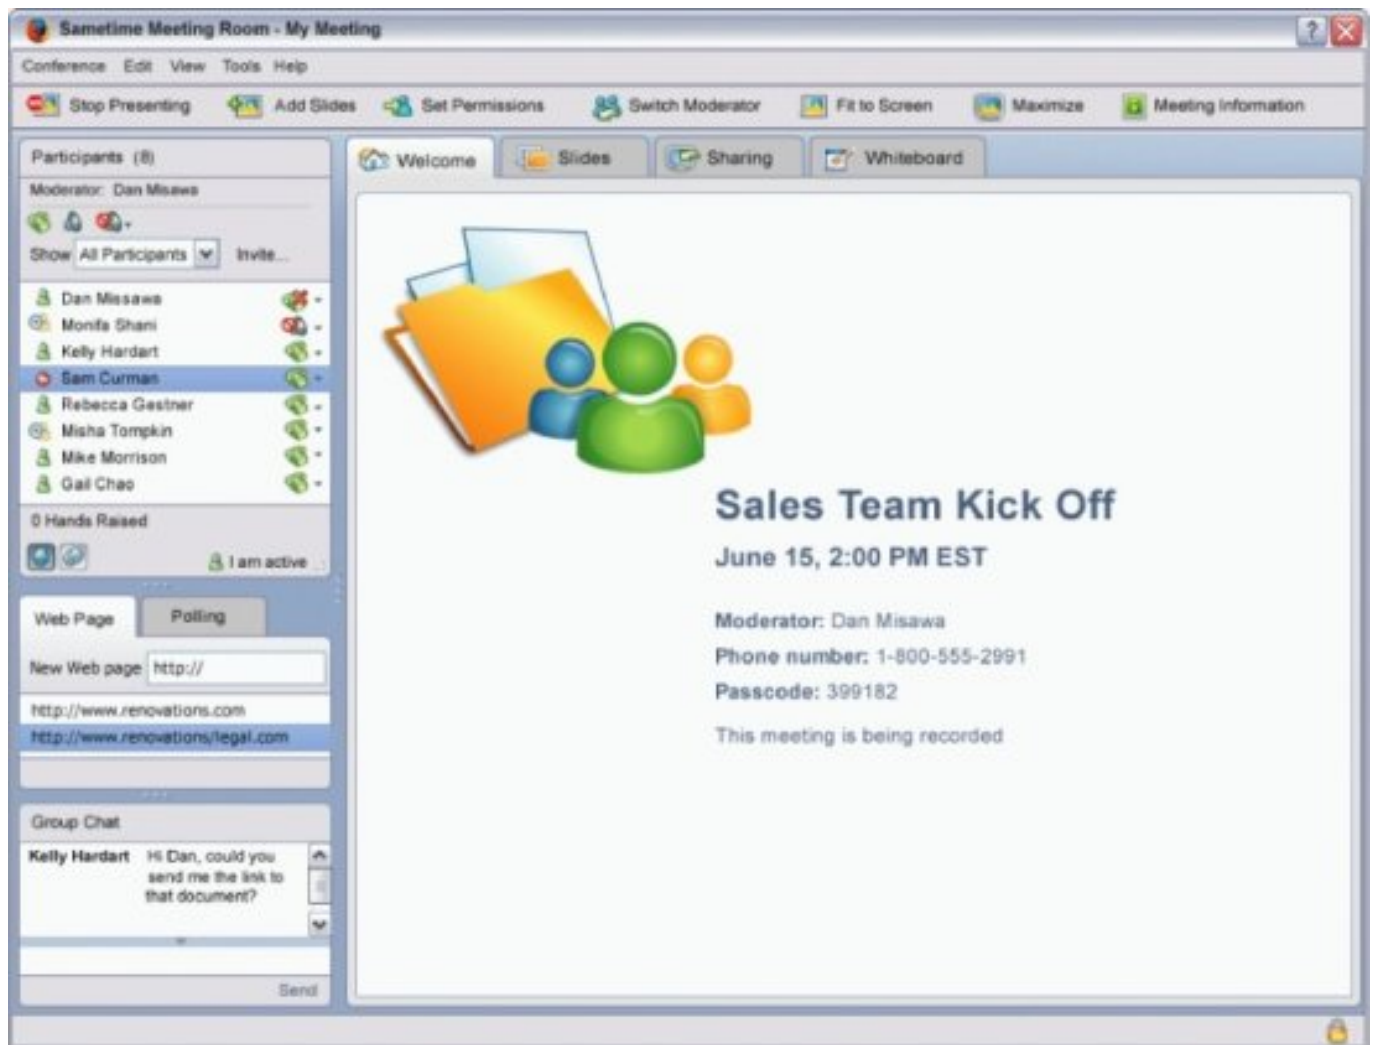 Sametime Meeting Room - My Meeting
Conference Edit View Tools Help
Stop Presenting Add Slides Set Permissions Switch Moderator Fit to Screen Maximize Meeting Information
Participants (8)
Moderator: Dan Misawa
Show All Participants Invite...
Dan Missawa
Monifa Shani
Kelly Hardart
Sam Curman
Rebecca Gestner
Misha Tompkin
Mike Morrison
Gail Chao
0 Hands Raised
I am active
Web Page Polling
New Web page http://
http://www.renovations.com
http://www.renovations/legal.com
Group Chat
Kelly Hardart Hi Dan, could you
send me the link to
that document?
Send
Welcome Slides Sharing Whiteboard
Sales Team Kick Off
June 15, 2:00 PM EST
Moderator: Dan Misawa
Phone number: 1-800-555-2991
Passcode: 399182
This meeting is being recorded